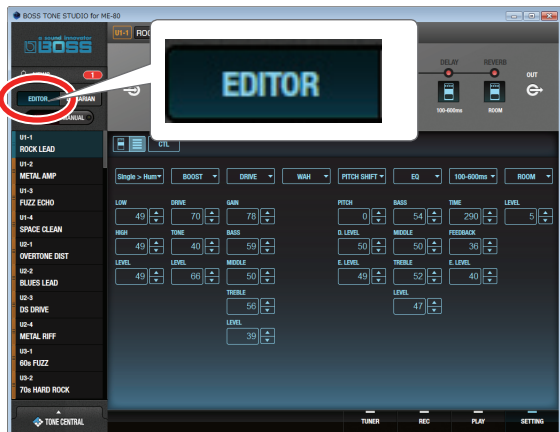 BOSS TONE STUDIO for ME-80
a sound innovator
BOSS
U1-1 ROC
1
EDITOR
EDITOR
MANUAL
DELAY REVERB
OUT
100-600ms ROOM
CTL
U1-1
ROCK LEAD
U1-2
METAL AMP
U1-3
FUZZ ECHO
U1-4
SPACE CLEAN
U2-1
OVERTONE DIST
U2-2
BLUES LEAD
U2-3
DS DRIVE
U2-4
METAL RIFF
U3-1
60s FUZZ
U3-2
70s HARD ROCK
Single > Hum BOOST DRIVE WAH PITCH SHIFT EQ 100-600ms ROOM
LOW DRIVE GAIN PITCH BASS TIME LEVEL
49 70 78 0 54 290 5
HIGH TONE BASS D. LEVEL MIDDLE FEEDBACK
49 40 59 50 50 36
LEVEL LEVEL MIDDLE E. LEVEL TREBLE E. LEVEL
49 66 50 49 52 40
TREBLE LEVEL
56 47
LEVEL
39
TONE CENTRAL
TUNER REC PLAY SETTING